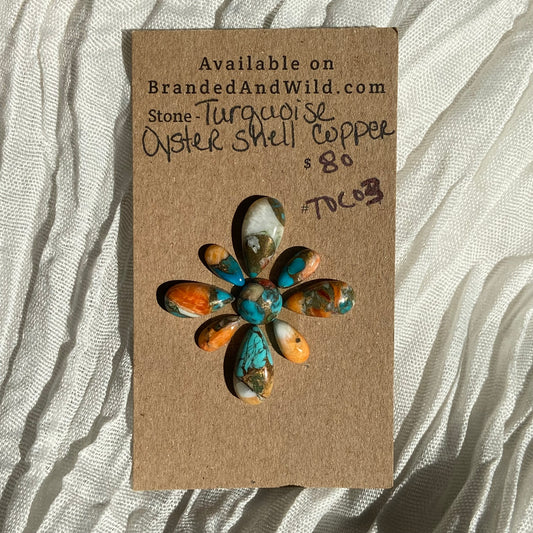 Available on
BrandedAndWild.com
Stone-Turquoise
Oyster Shell Copper
$ 80
#TOC03